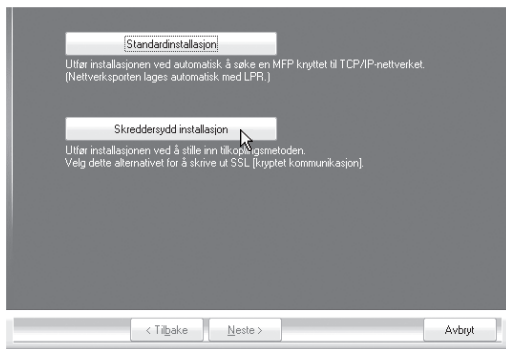 Standardinstallasjon
Utfør installasjonen ved automatisk å søke en MFP knyttet til TCP/IP-nettverket.
(Nettverksporten lages automatisk med LPR.)
Skreddersydd installasjon
Utfør installasjonen ved å stille inn tilkoplingsmetoden.
Velg dette alternativet for å skrive ut SSL [kryptet kommunikasjon].
< Tilbake
Neste >
Avbryt